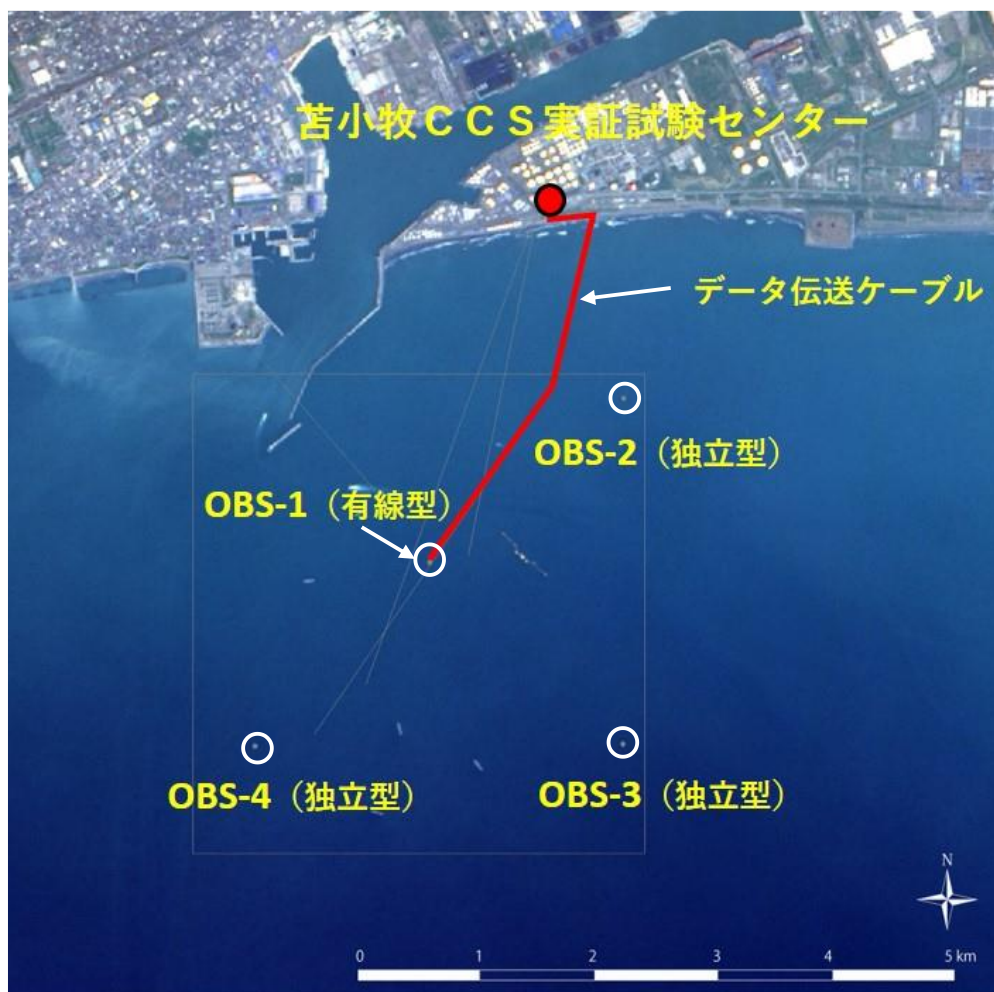 苫小牧ＣＣＳ実証試験センター
データ伝送ケーブル
OBS-2（独立型）
OBS-1（有線型）
OBS-4（独立型）
OBS-3（独立型）
N
0 1 2 3 4 5 km